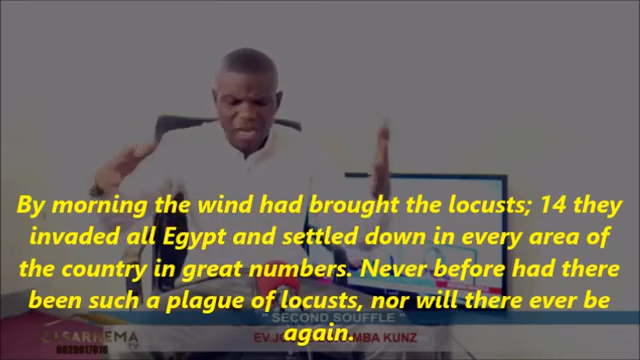 By morning the wind had brought the locusts; 14 they
invaded all Egypt and settled down in every area of
the country in great numbers. Never before had there
been such a plague of locusts, nor will there ever be
again.
" SECOND SOUFFLE "
SARHEMA
TV